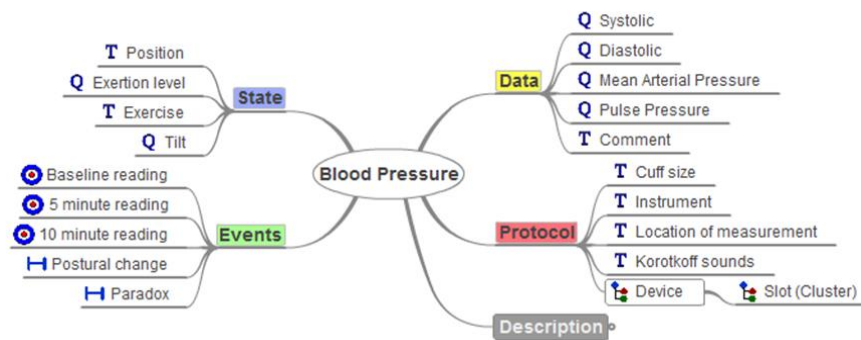 Blood Pressure
State
T Position
Q Exertion level
T Exercise
Q Tilt
Events
Baseline reading
5 minute reading
10 minute reading
Postural change
Paradox
Data
Q Systolic
Q Diastolic
Q Mean Arterial Pressure
Q Pulse Pressure
T Comment
Protocol
T Cuff size
T Instrument
T Location of measurement
T Korotkoff sounds
Device
Slot (Cluster)
Description